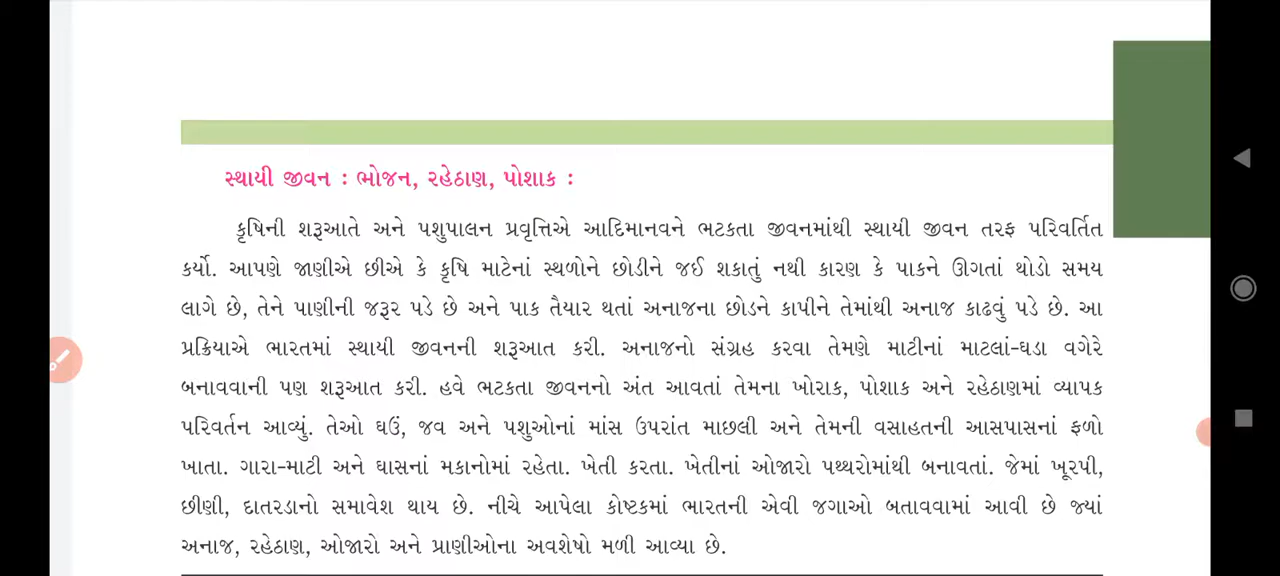 સ્થાયી જીવન : ભોજન, રહેઠાણ, પોશાક :
કૃષિની શરૂઆતે અને પશુપાલન પ્રવૃત્તિએ આદિમાનવને ભટકતા જીવનમાંથી સ્થાયી જીવન તરફ પરિવર્તિત
કર્યો. આપણે જાણીએ છીએ કે કૃષિ માટેનાં સ્થળોને છોડીને જઈ શકાતું નથી કારણ કે પાકને ઊગતાં થોડો સમય
લાગે છે, તેને પાણીની જરૂર પડે છે અને પાક તૈયાર થતાં અનાજના છોડને કાપીને તેમાંથી અનાજ કાઢવું પડે છે. આ
પ્રક્રિયાએ ભારતમાં સ્થાયી જીવનની શરૂઆત કરી. અનાજનો સંગ્રહ કરવા તેમણે માટીનાં માટલાં-ઘડા વગેરે
બનાવવાની પણ શરૂઆત કરી. હવે ભટકતા જીવનનો અંત આવતાં તેમના ખોરાક, પોશાક અને રહેઠાણમાં વ્યાપક
પરિવર્તન આવ્યું. તેઓ ઘઉં, જવ અને પશુઓનાં માંસ ઉપરાંત માછલી અને તેમની વસાહતની આસપાસનાં ફળો
ખાતા. ગારા-માટી અને ઘાસનાં મકાનોમાં રહેતા. ખેતી કરતા. ખેતીનાં ઓજારો પથ્થરોમાંથી બનાવતાં. જેમાં ખૂરપી,
છીણી, દાતરડાનો સમાવેશ થાય છે. નીચે આપેલા કોષ્ટકમાં ભારતની એવી જગાઓ બતાવવામાં આવી છે જ્યાં
અનાજ, રહેઠાણ, ઓજારો અને પ્રાણીઓના અવશેષો મળી આવ્યા છે.